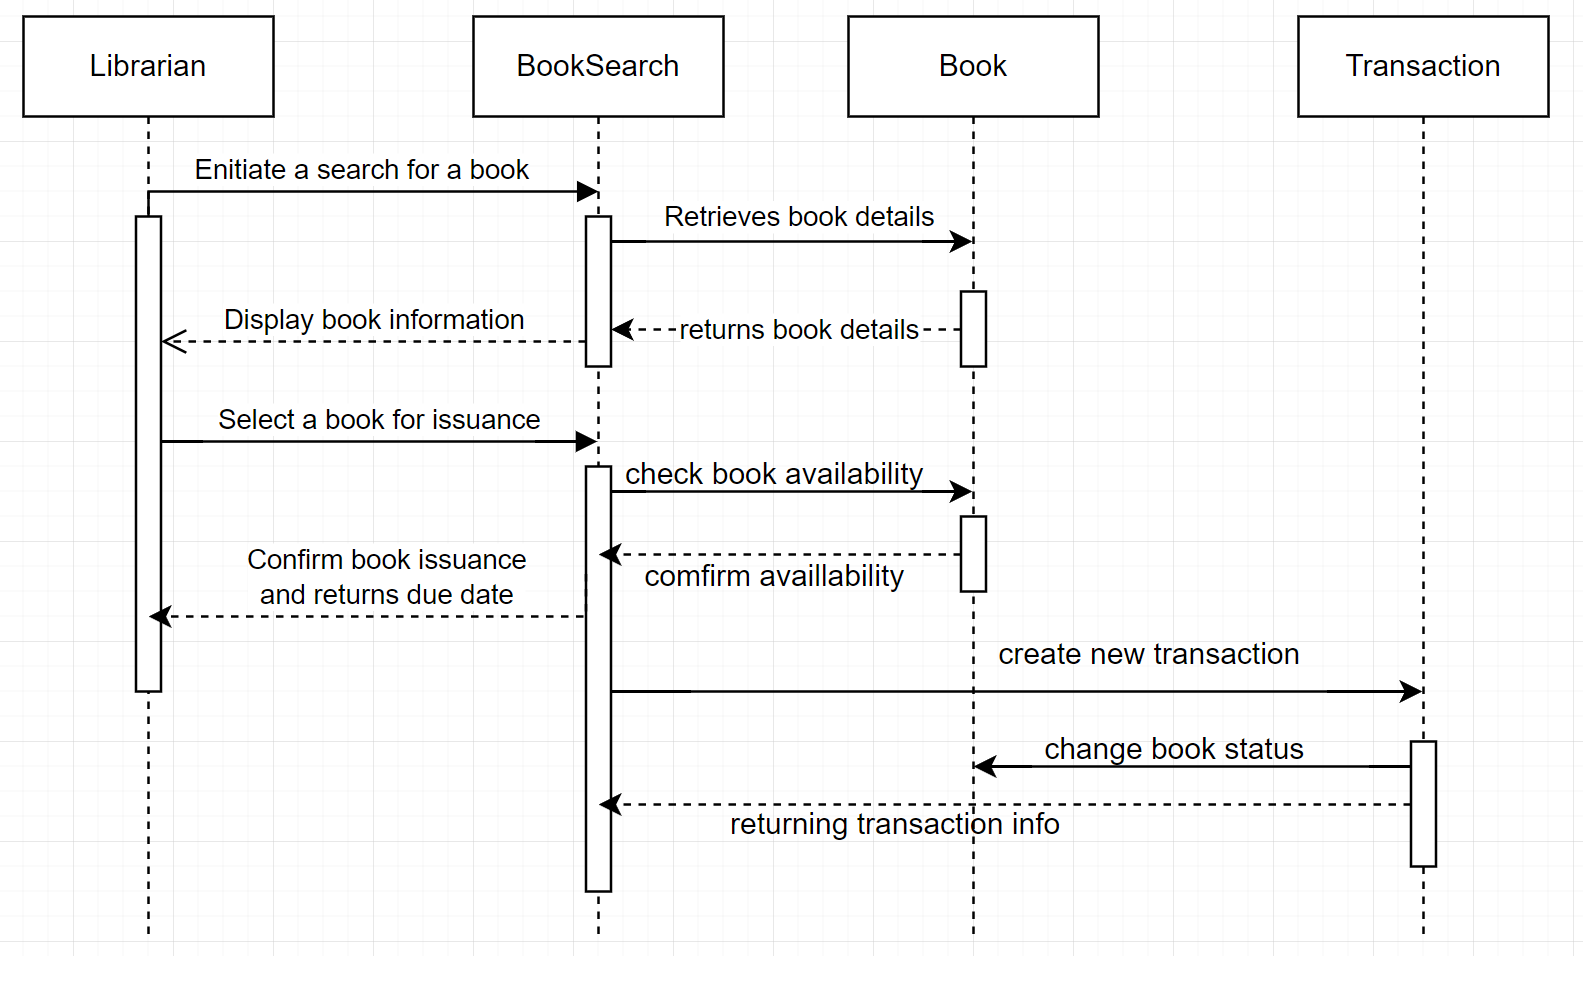 Librarian
BookSearch
Book
Transaction
Enitiate a search for a book
Retrieves book details
Display book information
returns book details
Select a book for issuance
check book availability
Confirm book issuance
and returns due date
comfirm availlability
create new transaction
change book status
returning transaction info